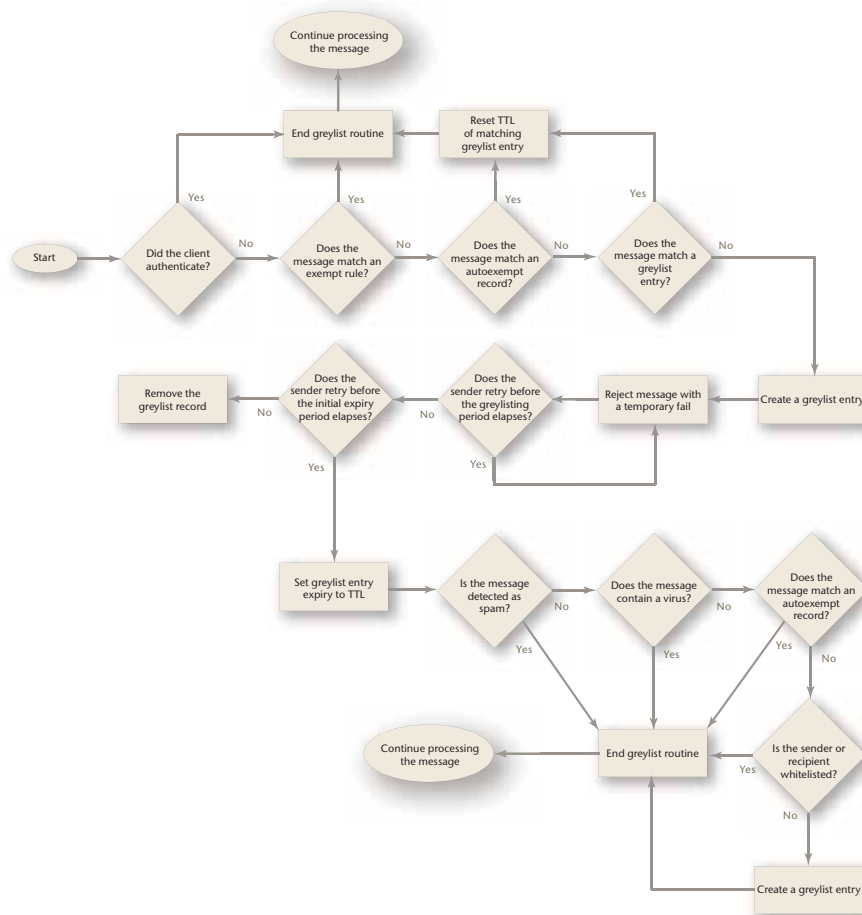 Continue processing
the message
End greylist routine
Reset TTL
of matching
greylist entry
Yes
Yes
Yes
Yes
Start
Did the client
authenticate?
No
Does the
message match an
exempt rule?
No
Does the
message match an
autoexempt
record?
No
Does the
message match a
greylist
entry?
No
Remove the
greylist record
No
Does the
sender retry before
the initial expiry
period elapses?
No
Does the
sender retry before
the greylisting
period elapses?
Reject message with
a temporary fail
Create a greylist entry
Yes
Yes
Set greylist entry
expiry to TTL
Is the message
detected as
spam?
No
Does the message
contain a virus?
No
Does the
message match an
autoexempt
record?
Yes
Yes
Yes
No
Continue processing
the message
End greylist routine
Yes
Is the sender or
recipient
whitelisted?
No
Create a greylist entry